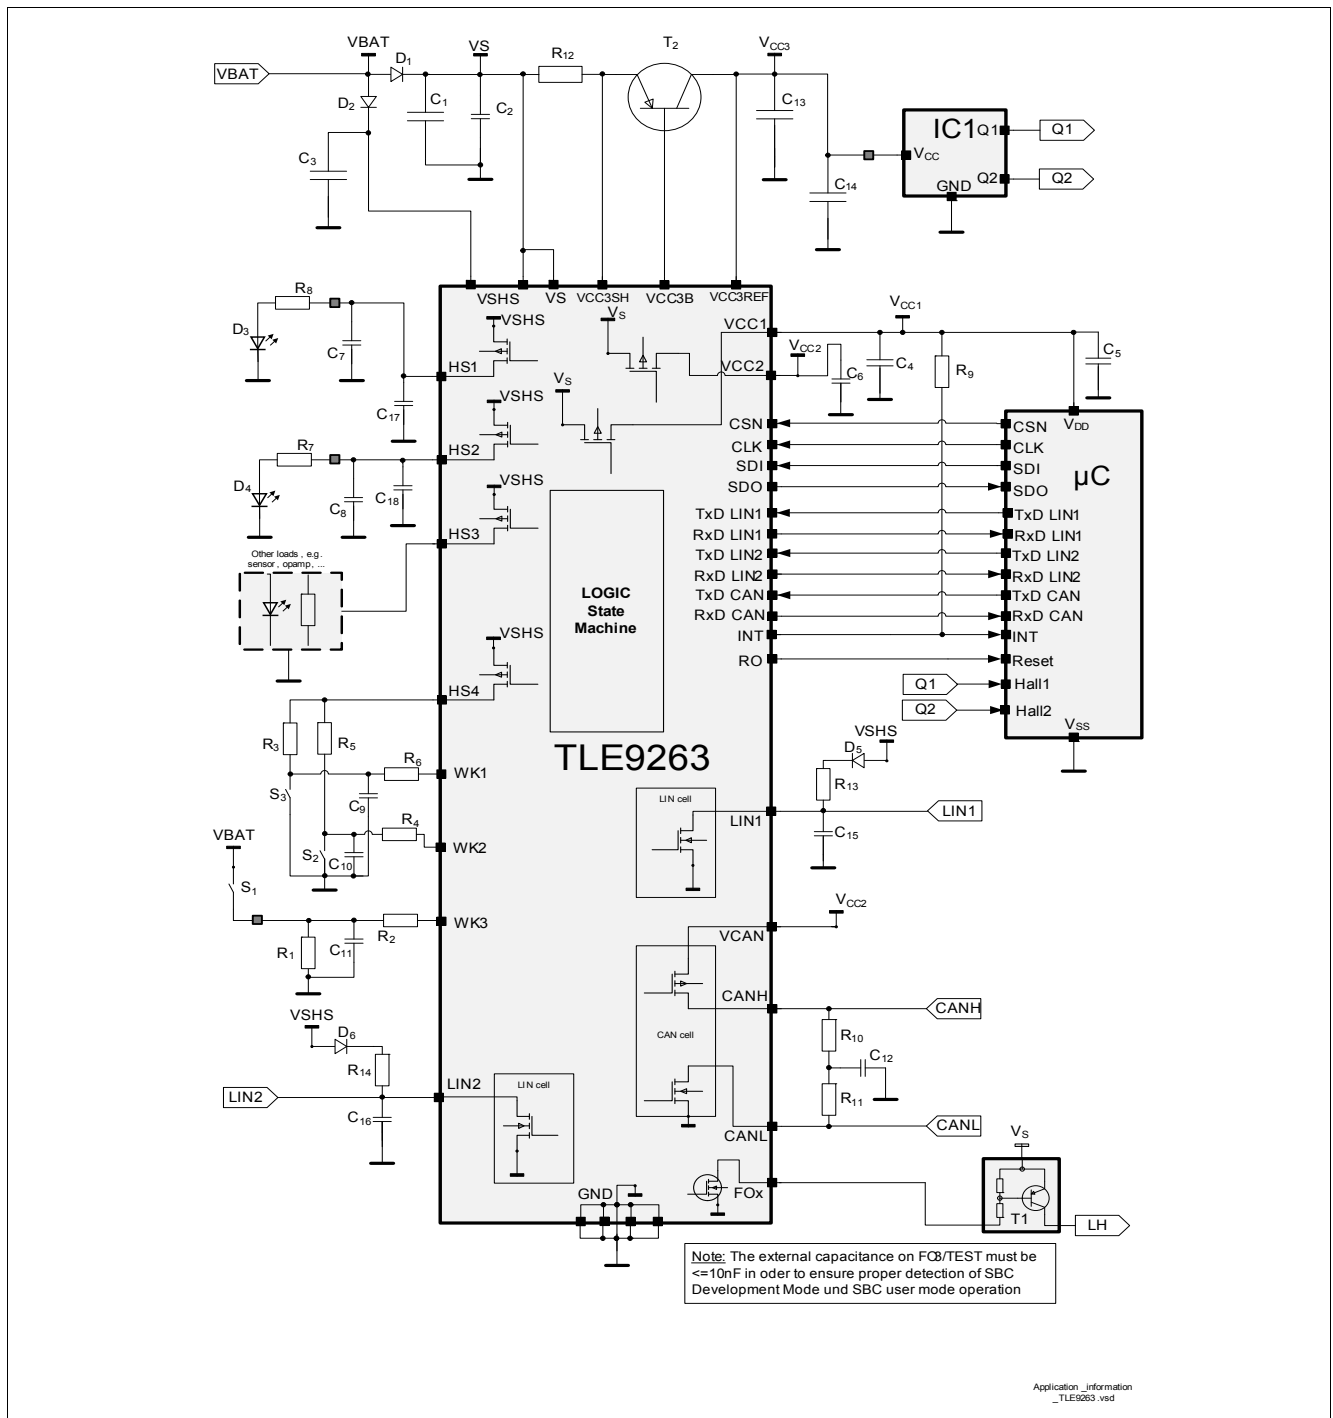 VBAT
VS
R12
T2
VCC3
VBAT
D1
D2
C1
C2
C3
C13
C14
IC1
Q1
Q1
VCC
Q2
Q2
GND
VSHS
VS
VCC3SH
VCC3B
VCC3REF
R8
D3
C7
C17
HS1
VSHS
VS
VCC1
VCC1
VCC2
VCC2
C6
C4
R9
C5
R7
D4
C8
C18
HS2
VSHS
VS
HS3
VSHS
Other loads , e.g.
sensor , opamp , ...
LOGIC
State
Machine
CSN
CLK
SDI
SDO
TxD LIN1
RxD LIN1
TxD LIN2
RxD LIN2
TxD CAN
RxD CAN
INT
RO
VDD
µC
CSN
CLK
SDI
SDO
TxD LIN1
RxD LIN1
TxD LIN2
RxD LIN2
TxD CAN
RxD CAN
INT
Reset
Q1
Hall1
Q2
Hall2
VSS
HS4
VSHS
R3
R5
R6
WK1
S3
C9
R4
WK2
S2
C10
VBAT
S1
WK3
R1
C11
R2
TLE9263
VSHS
D5
R13
LIN cell
LIN1
LIN1
C15
VCC2
VCAN
CANH
CANH
CAN cell
R10
C12
R11
CANL
CANL
VSHS
D6
R14
LIN2
LIN2
C16
LIN cell
GND
FOx
VS
T1
LH
Note: The external capacitance on FO3/TEST must be
<=10nF in oder to ensure proper detection of SBC
Development Mode und SBC user mode operation
Application _information
_TLE9263 .vsd